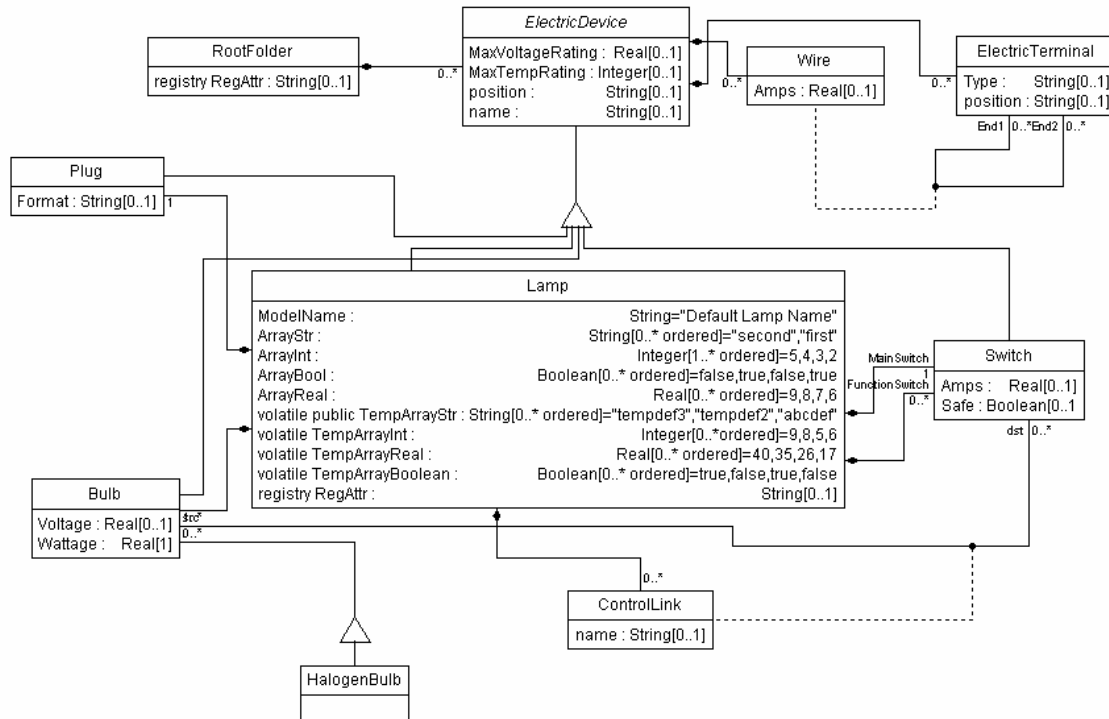 ElectricDevice
MaxVoltageRating : Real[0..1]
MaxTempRating : Integer[0..1]
position : String[0..1]
name : String[0..1]
RootFolder
registry RegAttr : String[0..1]
0..*
Wire
Amps : Real[0..1]
0..*
ElectricTerminal
Type : String[0..1]
position : String[0..1]
0..*
End1 0..* End2 0..*
Plug
Format : String[0..1]
1
Lamp
ModelName : String="Default Lamp Name"
ArrayStr : String[0..* ordered]="second","first"
ArrayInt : Integer[1..* ordered]=5,4,3,2
ArrayBool : Boolean[0..* ordered]=false,true,false,true
ArrayReal : Real[0..* ordered]=9,8,7,6
volatile public TempArrayStr : String[0..* ordered]="tempdef3","tempdef2","abcdef"
volatile TempArrayInt : Integer[0..*ordered]=9,8,5,6
volatile TempArrayReal : Real[0..* ordered]=40,35,26,17
volatile TempArrayBoolean : Boolean[0..* ordered]=true,false,true,false
registry RegAttr : String[0..1]
MainSwitch
1
FunctionSwitch
0..*
Switch
Amps : Real[0..1]
Safe : Boolean[0..1
dst 0..*
Bulb
Voltage : Real[0..1]
Wattage : Real[1]
0..*
ControlLink
name : String[0..1]
0..*
HalogenBulb